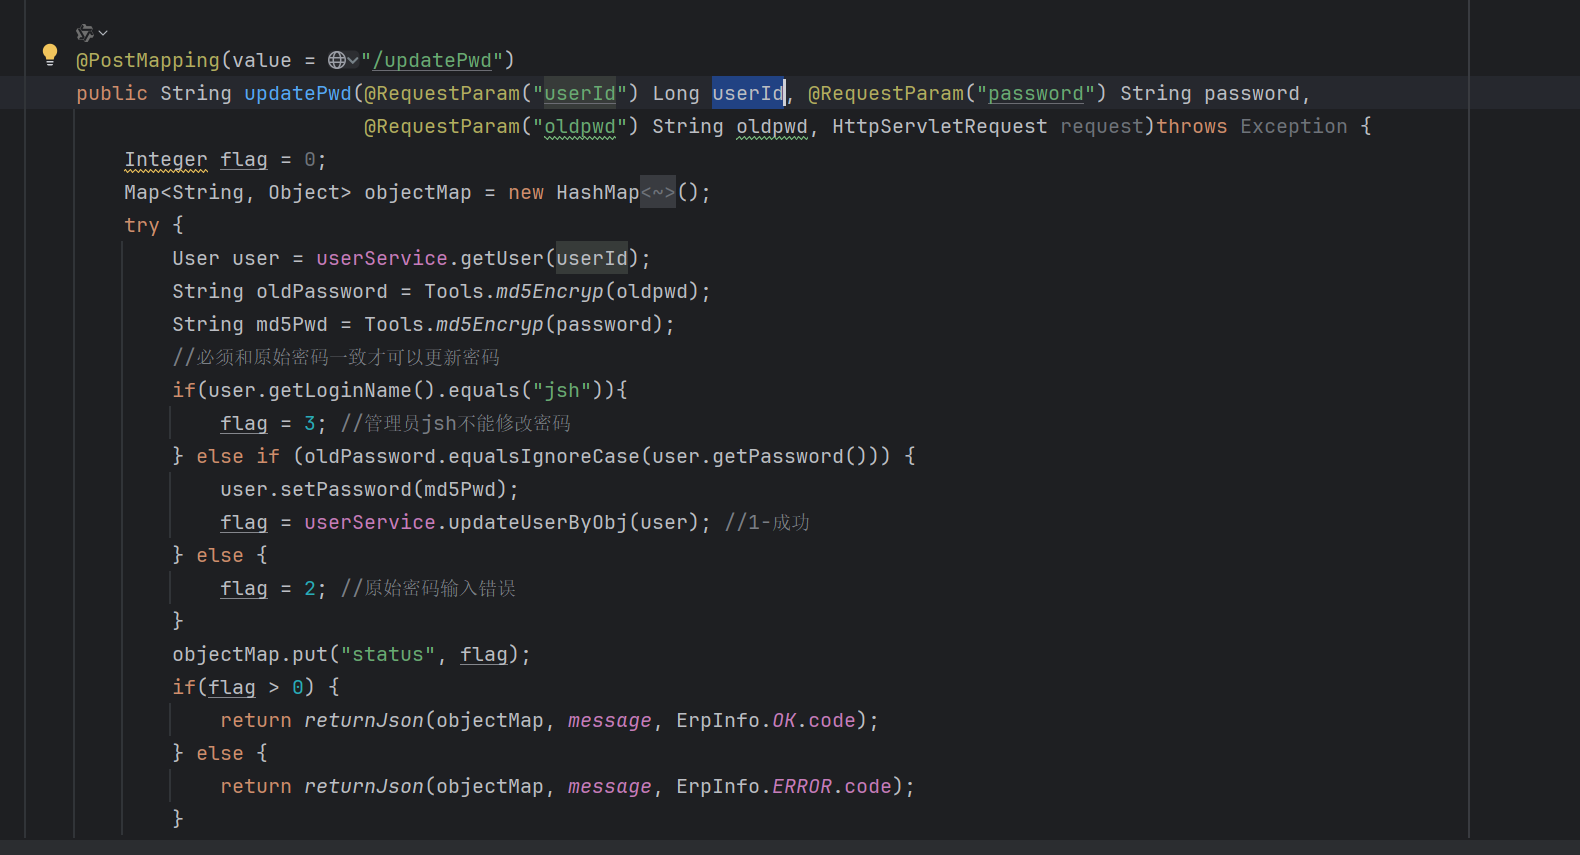 @PostMapping(value = "/updatePwd")
public String updatePwd(@RequestParam("userId") Long userId, @RequestParam("password") String password,
@RequestParam("oldpwd") String oldpwd, HttpServletRequest request)throws Exception {
Integer flag = 0;
Map<String, Object> objectMap = new HashMap<~>();
try {
User user = userService.getUser(userId);
String oldPassword = Tools.md5Encryp(oldpwd);
String md5Pwd = Tools.md5Encryp(password);
//必须和原始密码一致才可以更新密码
if(user.getLoginName().equals("jsh")){
flag = 3; //管理员jsh不能修改密码
} else if (oldPassword.equalsIgnoreCase(user.getPassword())) {
user.setPassword(md5Pwd);
flag = userService.updateUserByObj(user); //1-成功
} else {
flag = 2; //原始密码输入错误
}
objectMap.put("status", flag);
if(flag > 0) {
return returnJson(objectMap, message, ErpInfo.OK.code);
} else {
return returnJson(objectMap, message, ErpInfo.ERROR.code);
}